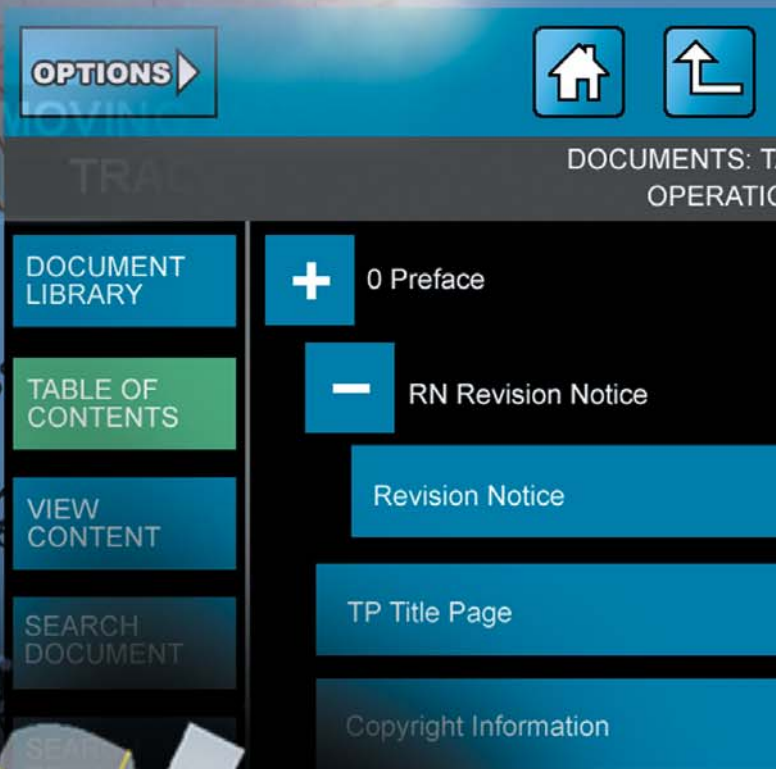 OPTIONS
MOVING
DOCUMENTS:
DOCUMENT
LIBRARY
+
0 Preface
TABLE OF
CONTENTS
-
RN Revision Notice
VIEW
CONTENT
Revision Notice
SEARCH
DOCUMENT
TP Title Page
Copyright Information